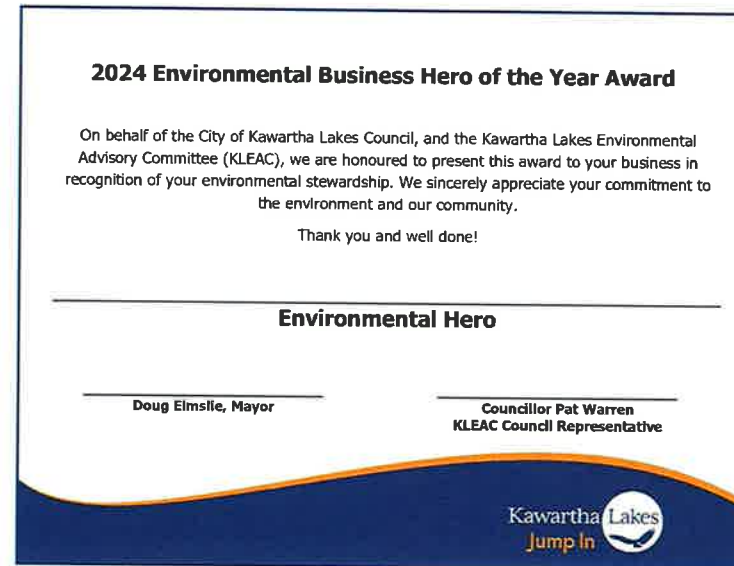 2024 Environmental Business Hero of the Year Award
On behalf of the City of Kawartha Lakes Council, and the Kawartha Lakes Environmental
Advisory Committee (KLEAC), we are honoured to present this award to your business in
recognition of your environmental stewardship. We sincerely appreciate your commitment to
the environment and our community.
Thank you and well done!
Environmental Hero
Doug Elmslie, Mayor
Councillor Pat Warren
KLEAC Council Representative
Kawartha Lakes
Jump In